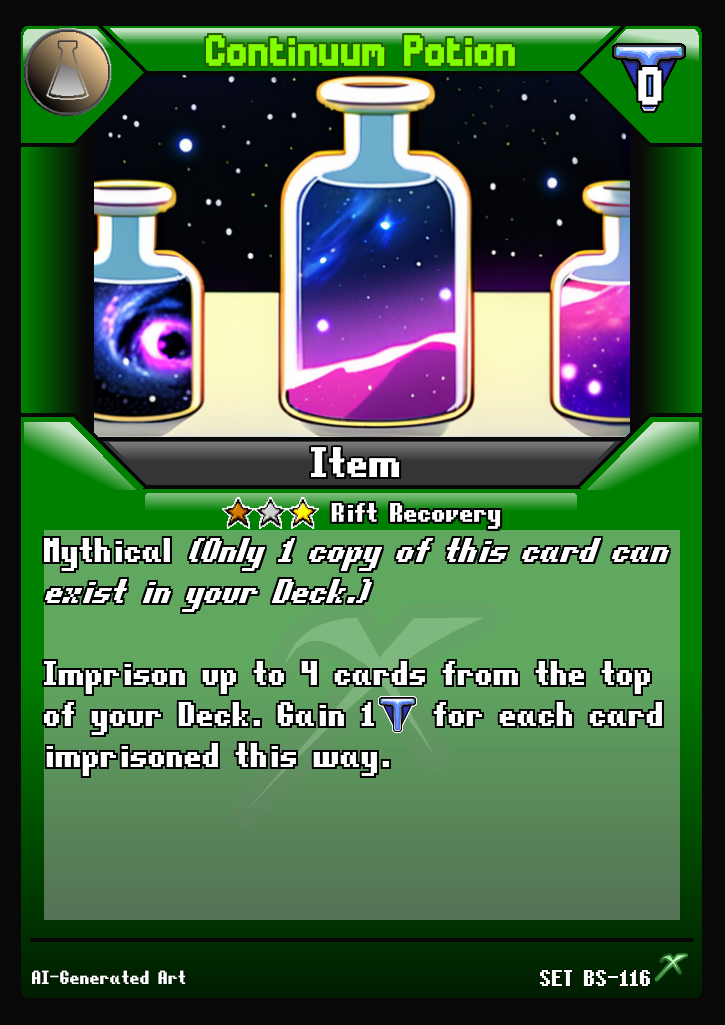 Continuum Potion
0
Item
Rift Recovery
Mythical (Only 1 copy of this card can
exist in your Deck.)
Imprison up to 4 cards from the top
of your Deck. Gain 1 for each card
imprisoned this way.
AI-Generated Art
SET BS-116